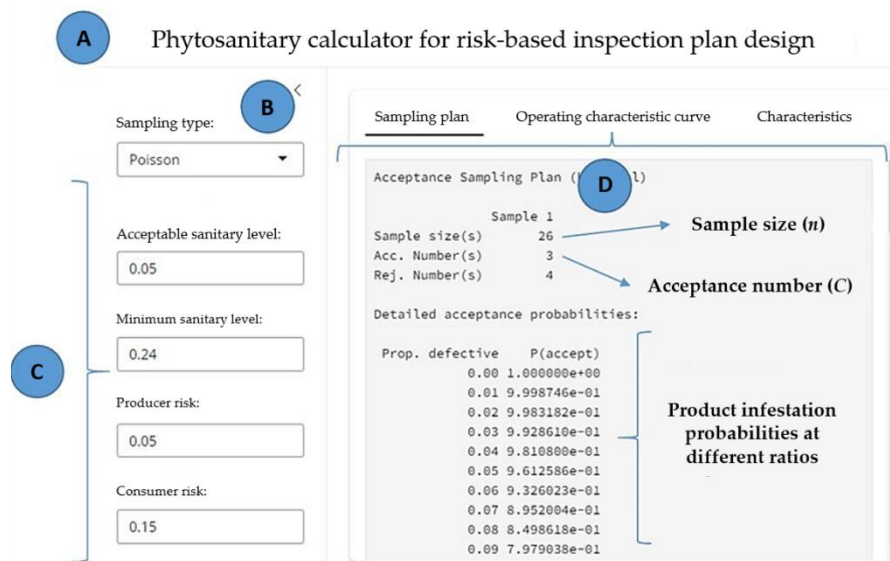 A
Phytosanitary calculator for risk-based inspection plan design
B
Sampling type:
Poisson
C
Acceptable sanitary level:
0.05
Minimum sanitary level:
0.24
Producer risk:
0.05
Consumer risk:
0.15
Sampling plan Operating characteristic curve Characteristics
D
Acceptance Sampling Plan ( l)
Sample 1
Sample size(s) 26
Acc. Number(s) 3
Rej. Number(s) 4
Sample size (n)
Acceptance number (C)
Detailed acceptance probabilities:
Prop. defective P(accept)
0.00 1.000000e+00
0.01 9.998746e-01
0.02 9.983182e-01
0.03 9.928610e-01
0.04 9.810800e-01
0.05 9.612586e-01
0.06 9.326023e-01
0.07 8.952004e-01
0.08 8.498618e-01
0.09 7.979038e-01
Product infestation
probabilities at
different ratios